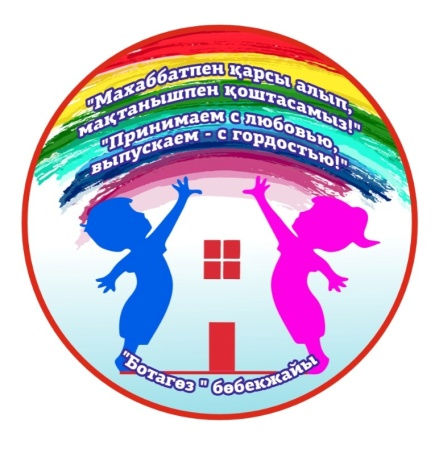 "Махаббатпен қарсы алып,
мақтанышпен қоштасамыз!"
"Принимаем с любовью,
выпускаем - с гордостью!"
"Ботагөз " бөбекжайы